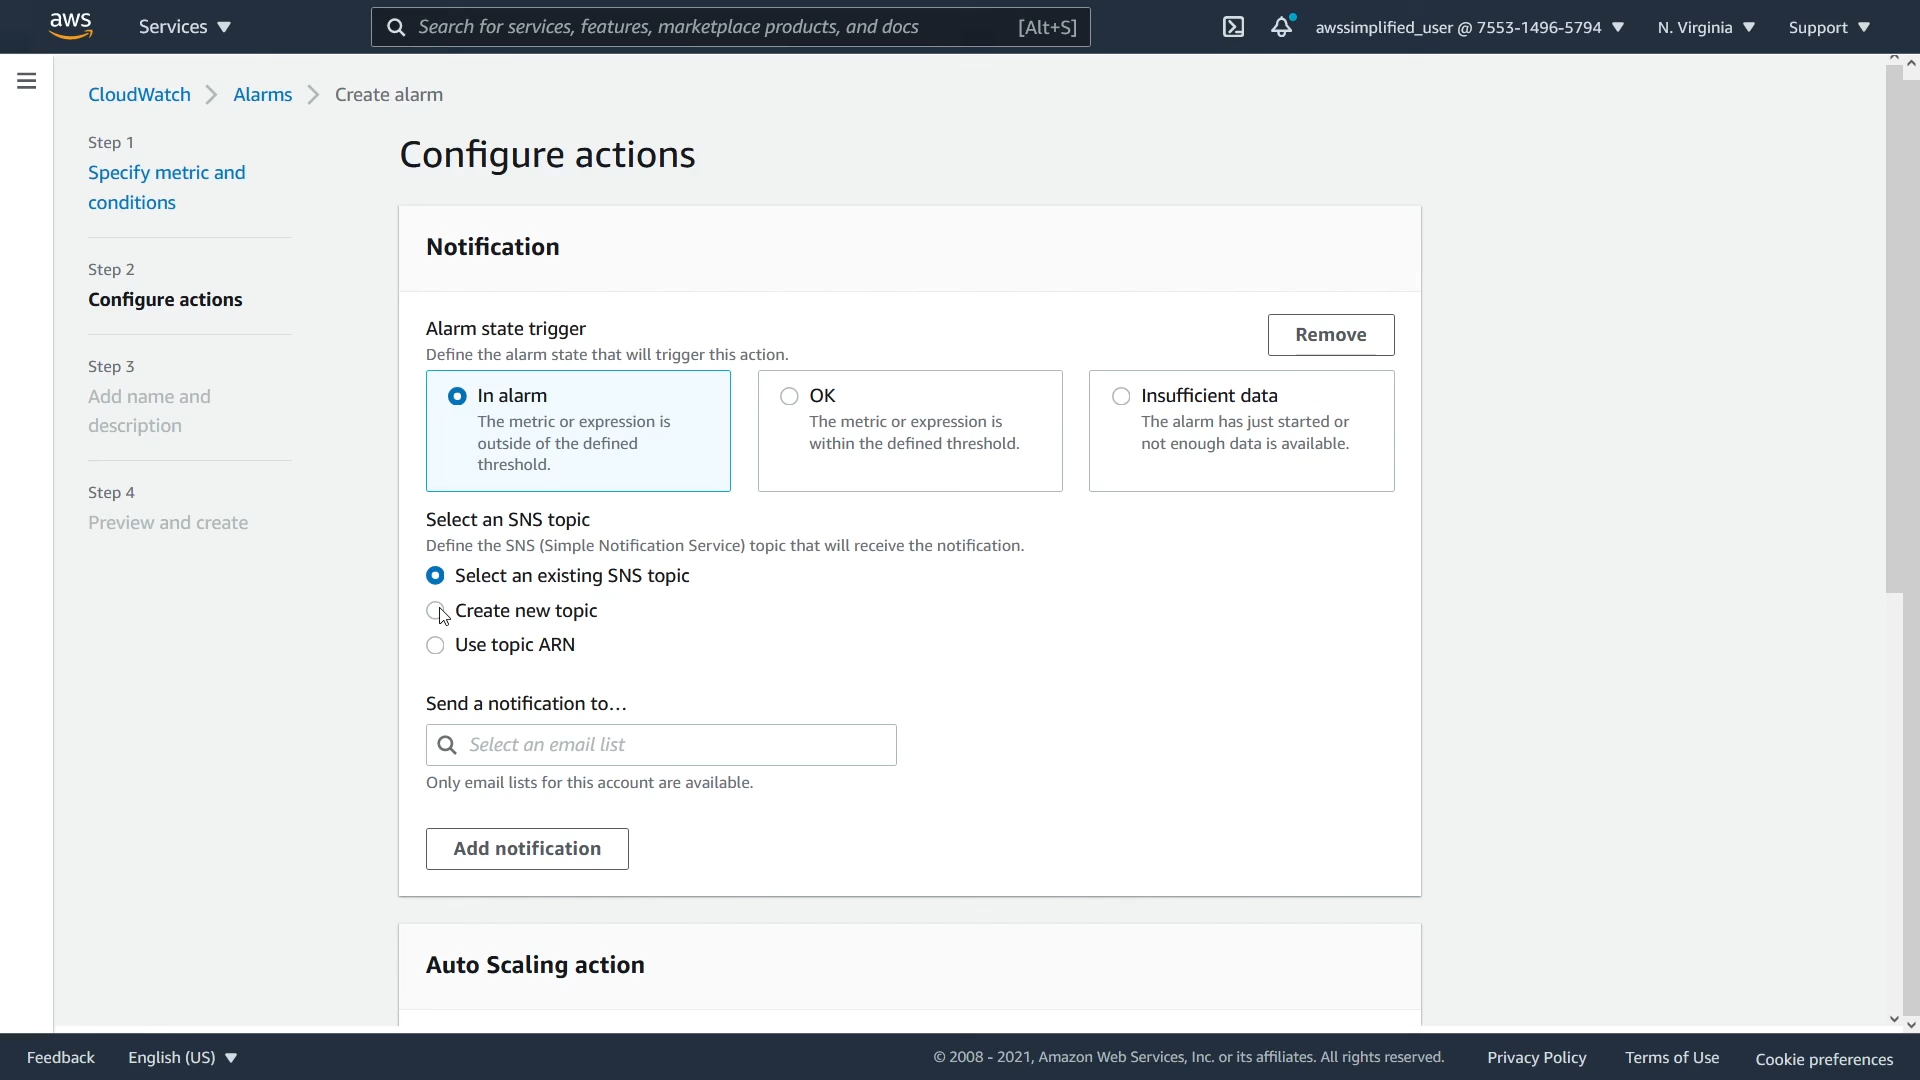 aws
Services
Search for services, features, marketplace products, and docs [Alt+S]
awssimplified_user @ 7553-1496-5794
N. Virginia
Support
CloudWatch
Alarms
Create alarm
Step 1
Specify metric and
conditions
Step 2
Configure actions
Step 3
Add name and
description
Step 4
Preview and create
Configure actions
Notification
Alarm state trigger
Define the alarm state that will trigger this action.
Remove
In alarm
The metric or expression is
outside of the defined
threshold.
OK
The metric or expression is
within the defined threshold.
Insufficient data
The alarm has just started or
not enough data is available.
Select an SNS topic
Define the SNS (Simple Notification Service) topic that will receive the notification.
Select an existing SNS topic
Create new topic
Use topic ARN
Send a notification to...
Select an email list
Only email lists for this account are available.
Add notification
Auto Scaling action
Feedback
English (US)
© 2008 - 2021, Amazon Web Services, Inc. or its affiliates. All rights reserved.
Privacy Policy
Terms of Use
Cookie preferences